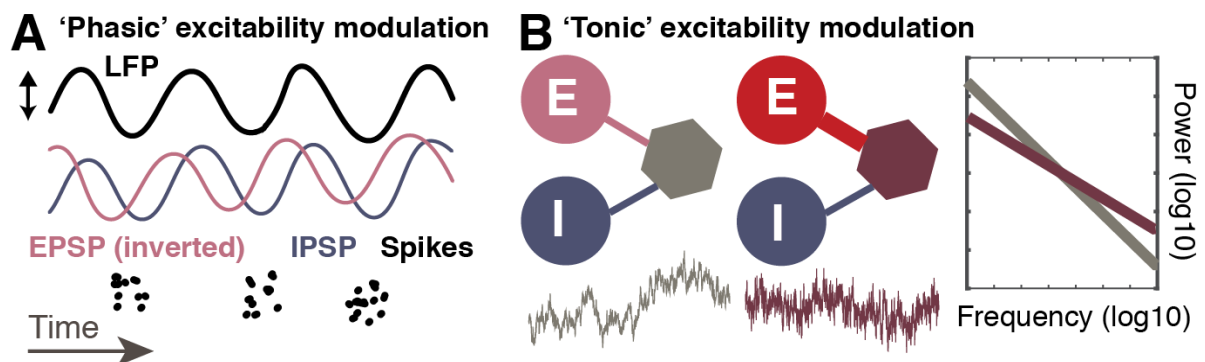 A 'Phasic' excitability modulation
LFP
EPSP (inverted) IPSP Spikes
Time
B 'Tonic' excitability modulation
E
I
E
I
Power (log10)
Frequency (log10)